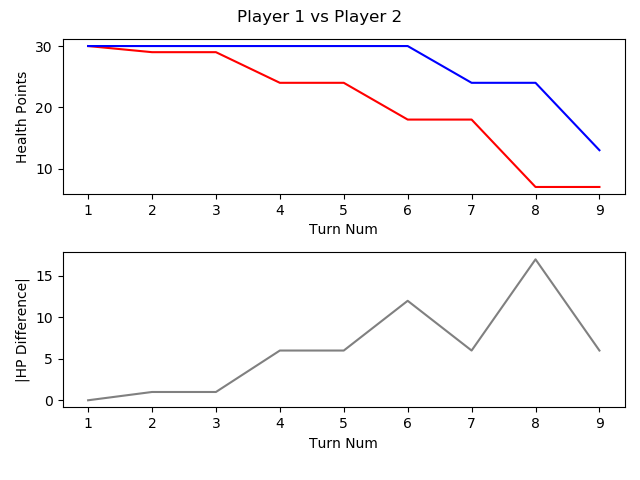 Player 1 vs Player 2
30
20
10
Health Points
1 2 3 4 5 6 7 8 9
Turn Num
15
10
5
0
|HP Difference|
1 2 3 4 5 6 7 8 9
Turn Num